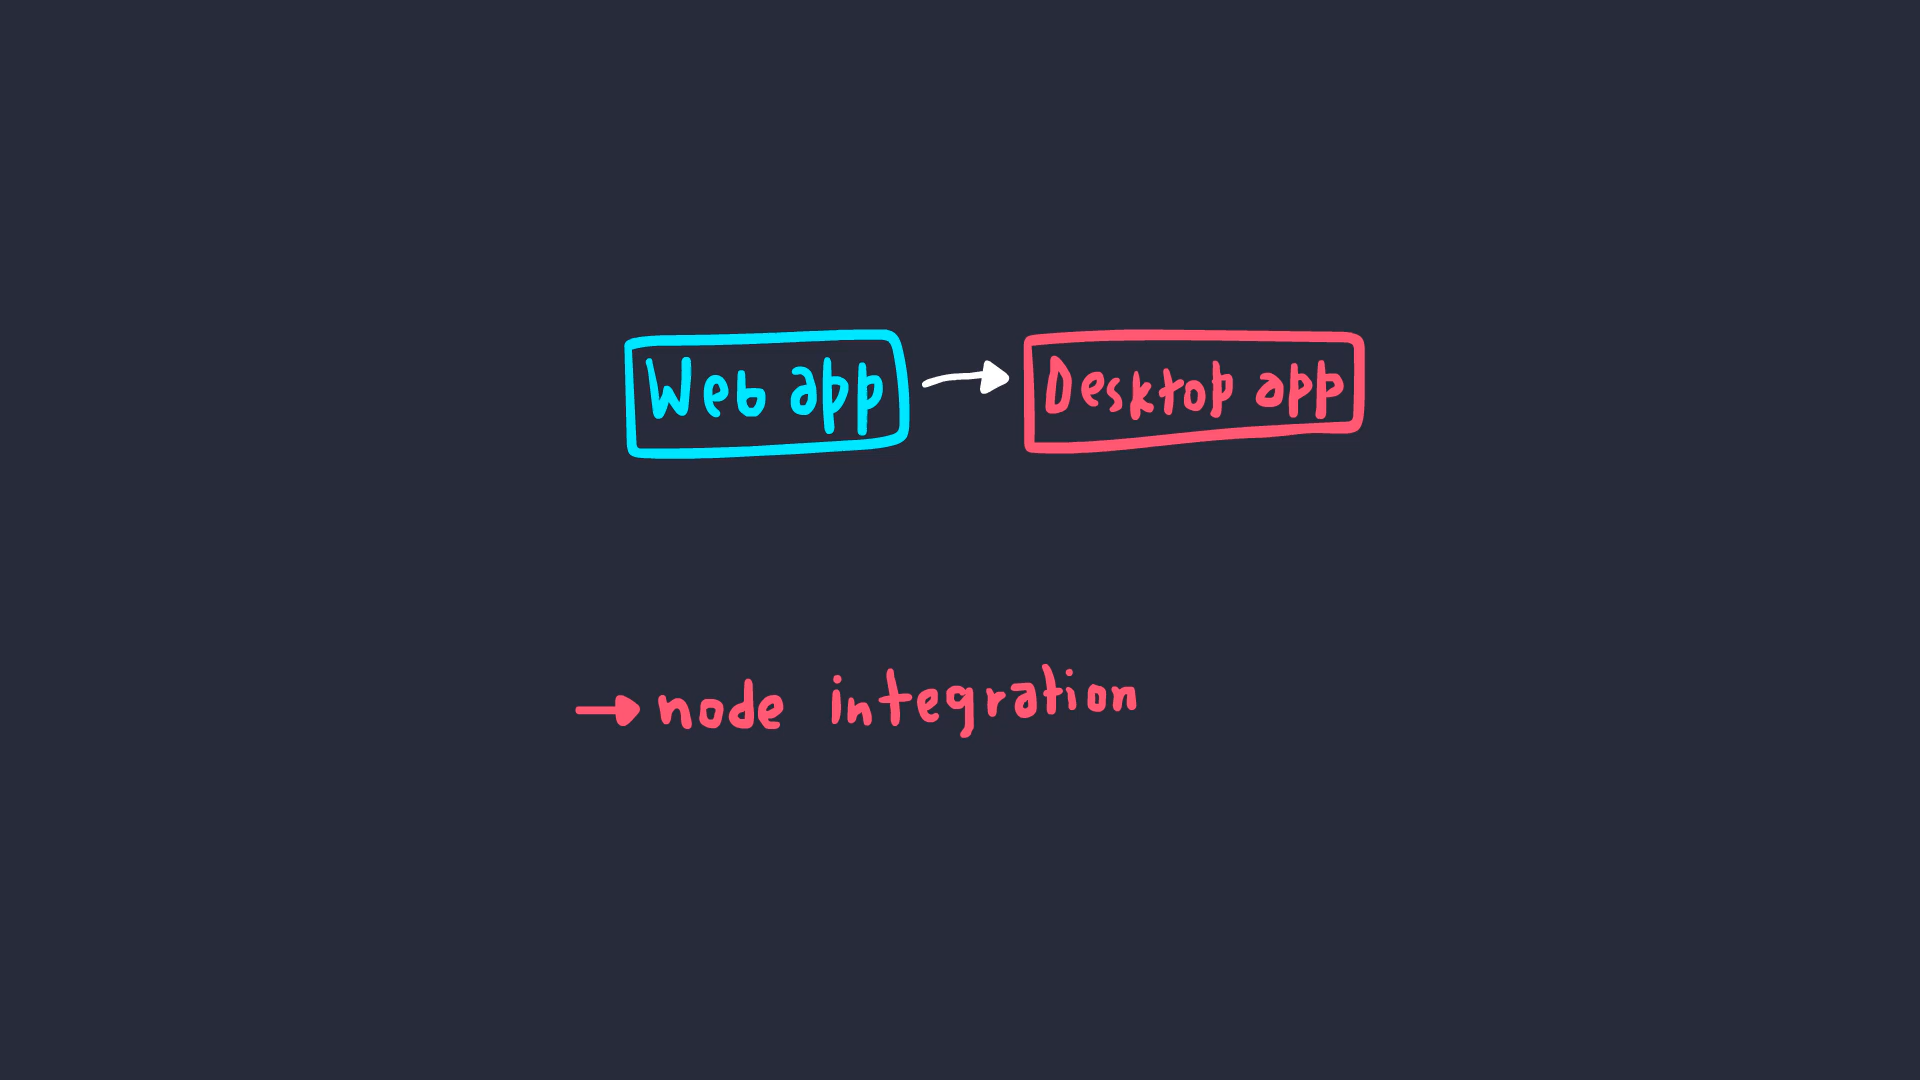 Web app → Desktop app
→ node integration